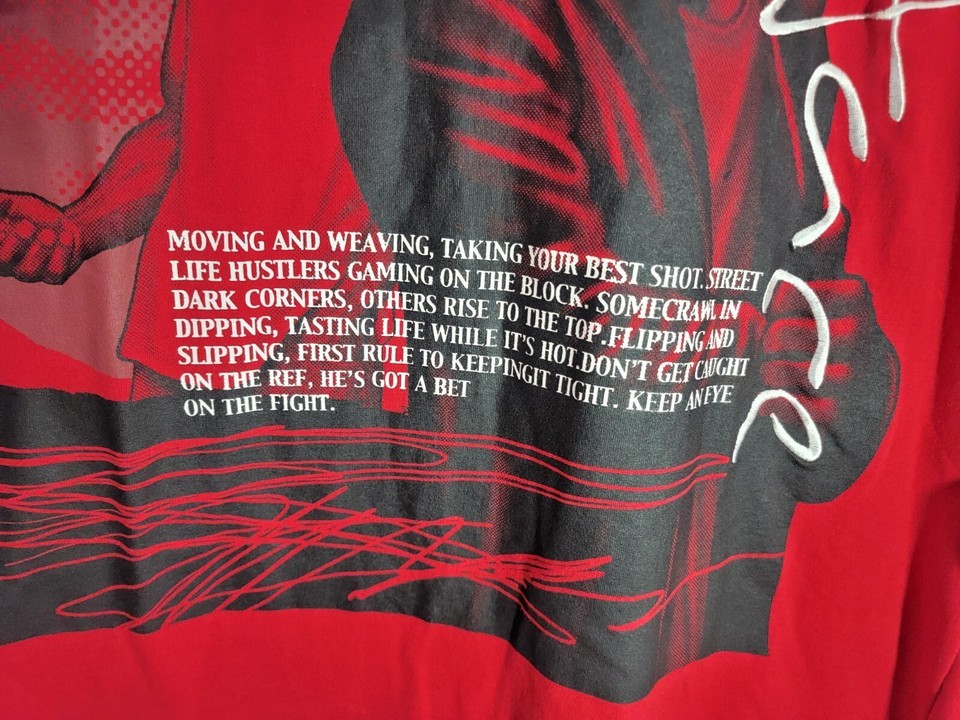 MOVING AND WEAVING, TAKING YOUR BEST SHOT. STREET
LIFE HUSTLERS GAMING ON THE BLOCK. SOMECRAWL IN
DARK CORNERS, OTHERS RISE TO THE TOP.FLIPPING AND
DIPPING, TASTING LIFE WHILE IT'S HOT.DON'T GET CAUGHT
SLIPPING, FIRST RULE TO KEEPINGIT TIGHT. KEEP AN EYE
ON THE REF, HE'S GOT A BET
ON THE FIGHT.